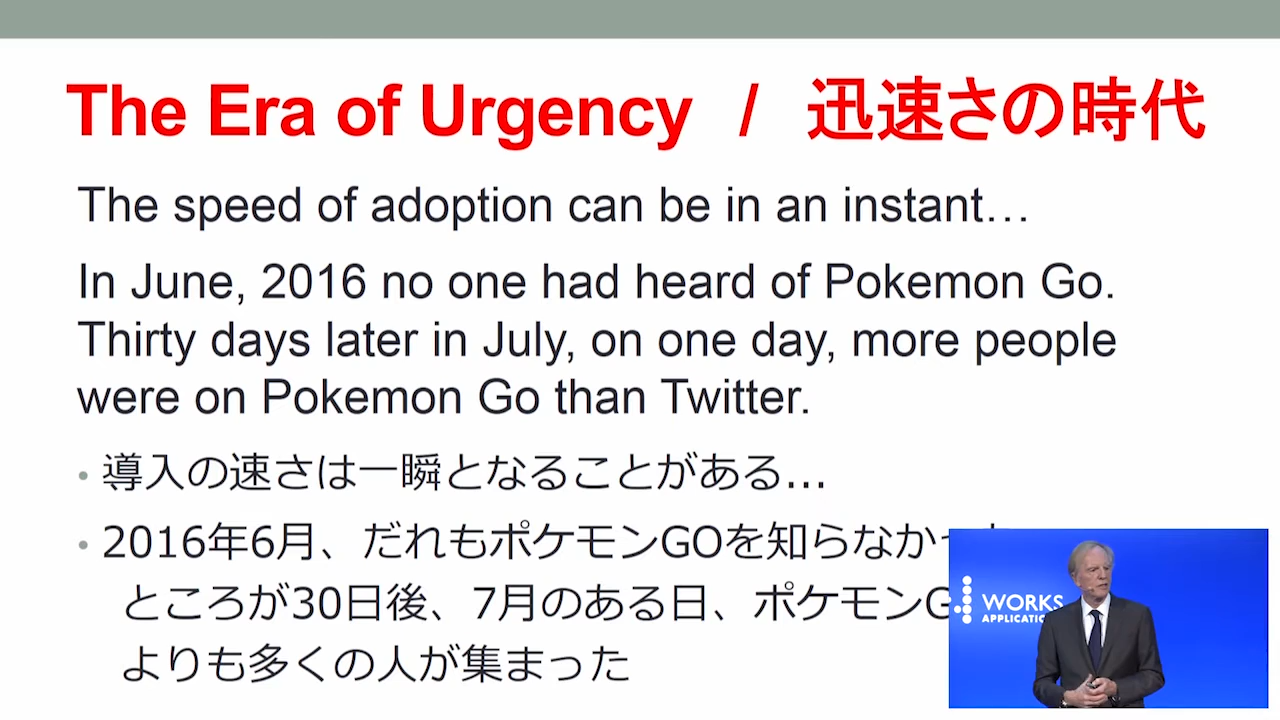 The Era of Urgency / 迅速さの時代
The speed of adoption can be in an instant…
In June, 2016 no one had heard of Pokemon Go.
Thirty days later in July, on one day, more people
were on Pokemon Go than Twitter.
• 導入の速さは一瞬となることがある…
• 2016年6月、だれもポケモンGOを知らなかっ
ところが30日後、7月のある日、ポケモンG
よりも多くの人が集まった
WORKS
APPLICATIO